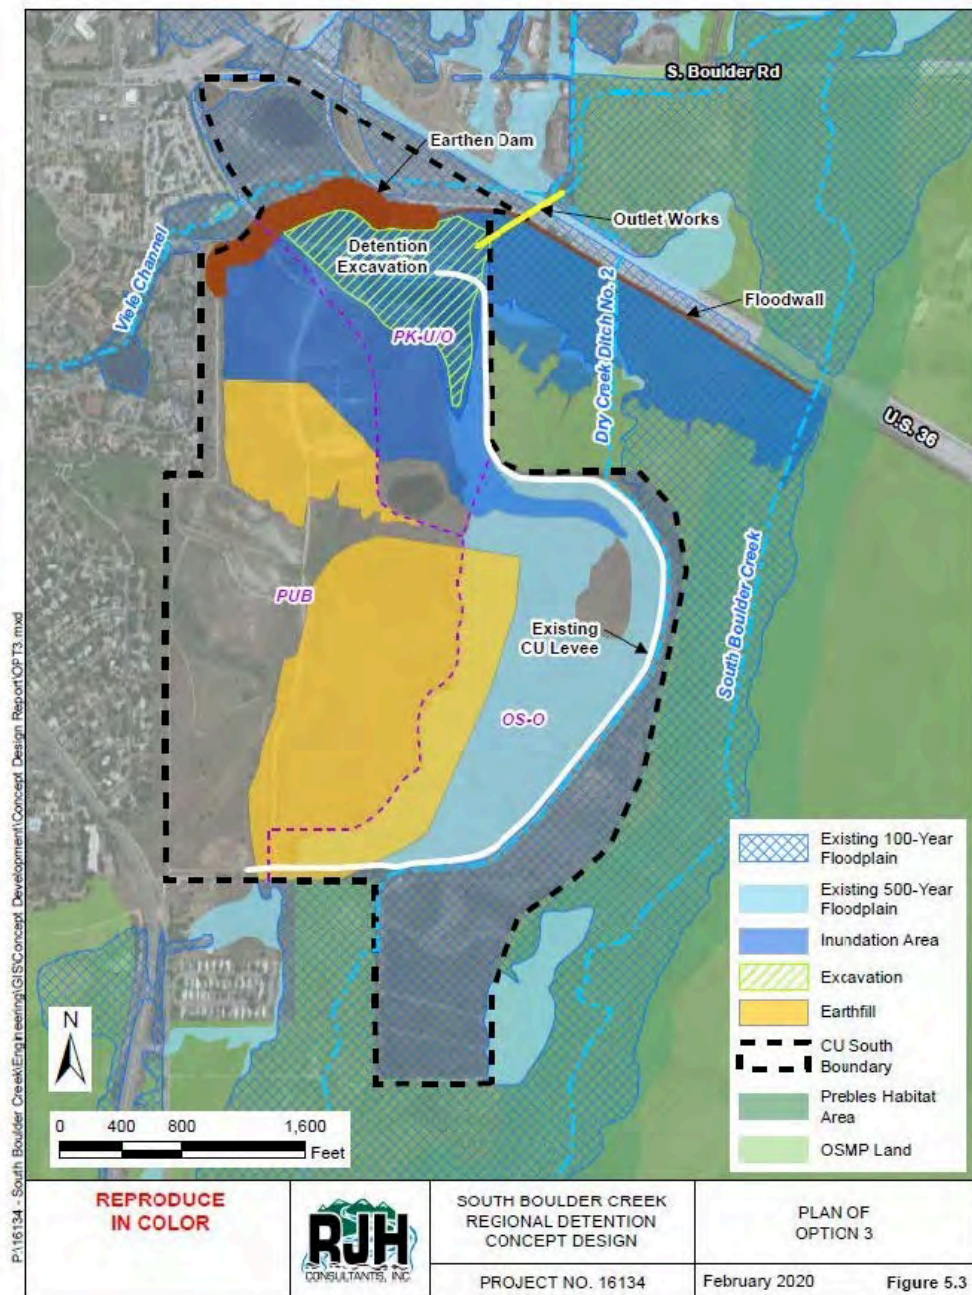 S. Boulder Rd
Earthen Dam
Outlet Works
Detention
Excavation
Viele Channel
Floodwall
Dry Creek Ditch No. 2
PK-U/O
U.S. 36
South Boulder Creek
PUB
Existing
CU Levee
OS-O
Existing 100-Year
Floodplain
Existing 500-Year
Floodplain
Inundation Area
Excavation
Earthfill
CU South
Boundary
Prebles Habitat
Area
OSMP Land
N
0 400 800 1,600
Feet
P:\16134 - South Boulder Creek\Engineering\GIS\Concept Development\Concept Design Report\OPT3.mxd
REPRODUCE
IN COLOR
RJH
CONSULTANTS, INC.
SOUTH BOULDER CREEK
REGIONAL DETENTION
CONCEPT DESIGN
PLAN OF
OPTION 3
PROJECT NO. 16134
February 2020
Figure 5.3